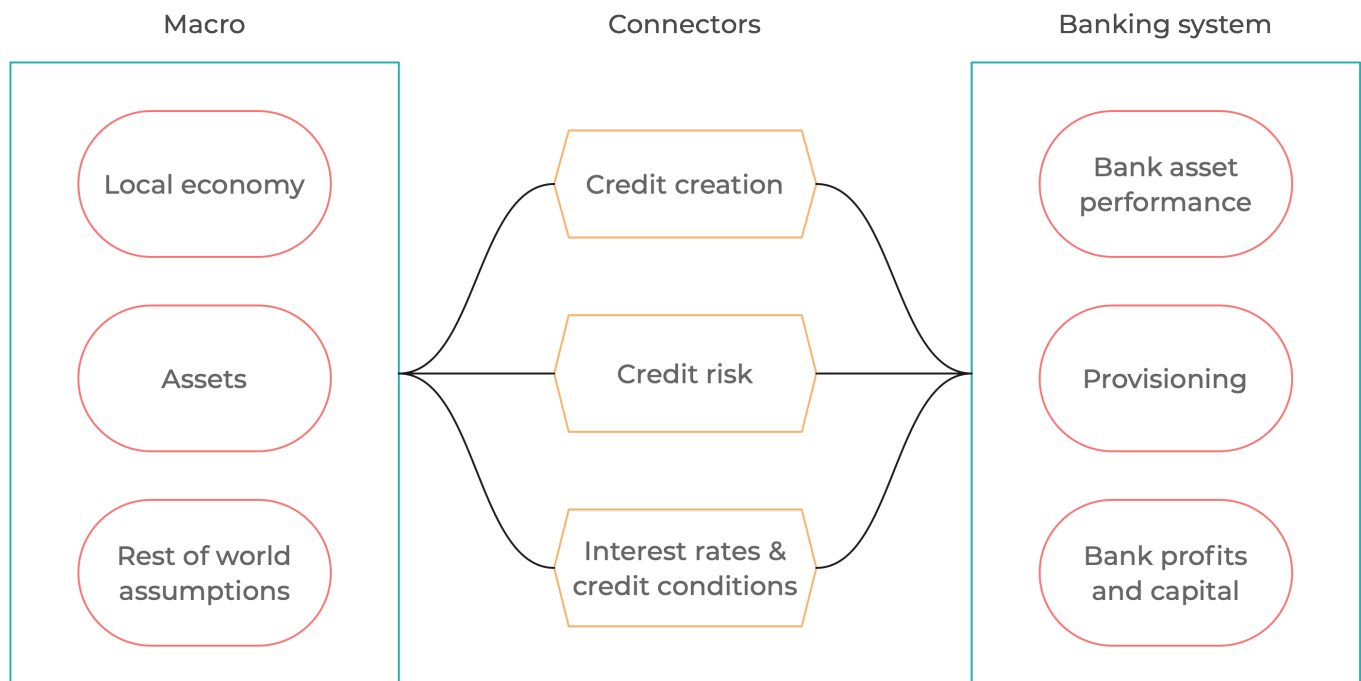 Macro
Connectors
Banking system
Local economy
Assets
Rest of world
assumptions
Credit creation
Credit risk
Interest rates &
credit conditions
Bank asset
performance
Provisioning
Bank profits
and capital